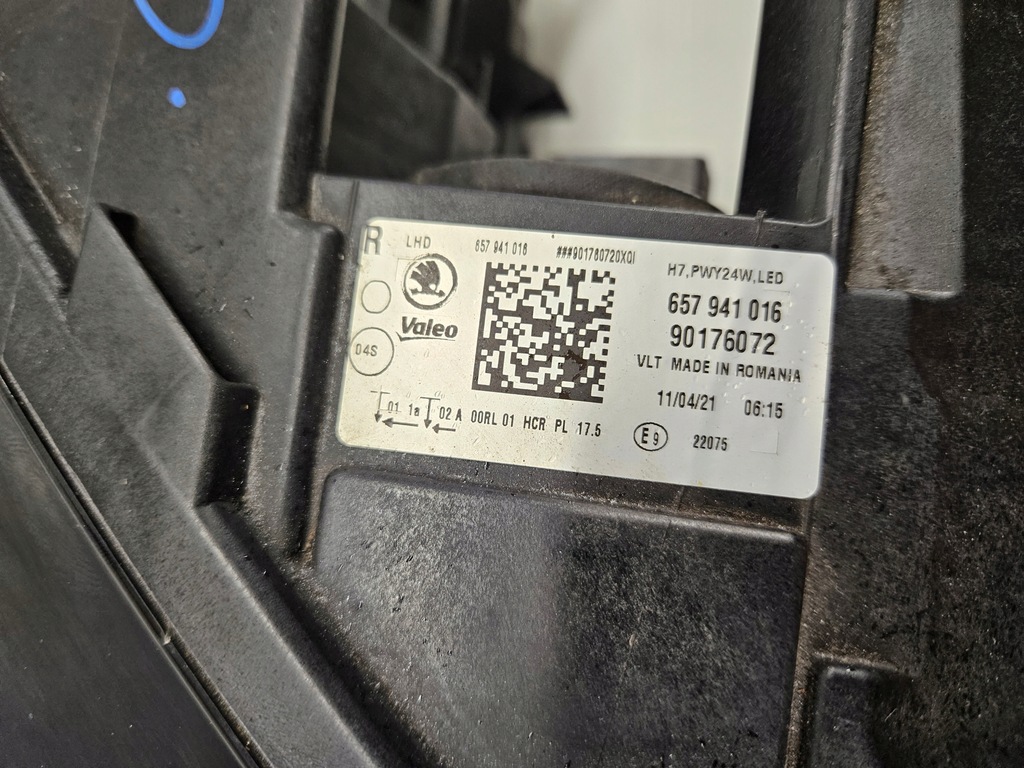 R LHD 657 941 016 ###901760720XQI
H7,PWY24W,LED
657 941 016
Valeo
90176072
04S
VLT MADE IN ROMANIA
11/04/21 06:15
01 1a 02 A 00RL 01 HCR PL 17.5
E9 22075